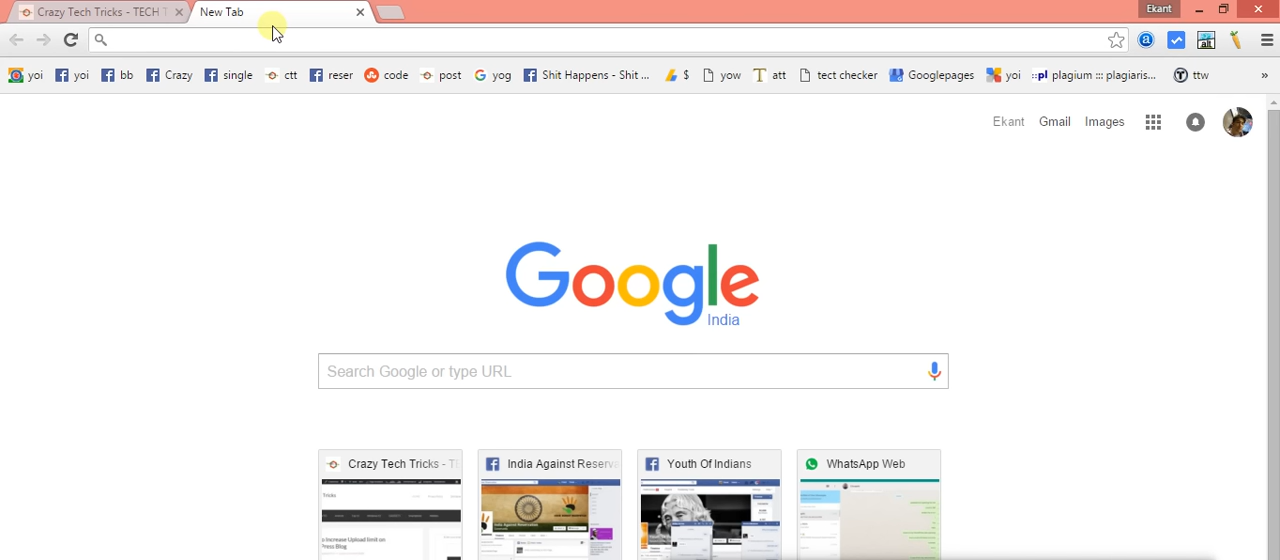 Crazy Tech Tricks - TECH T New Tab Ekant
yoi yoi bb Crazy single ctt reser code post yog Shit Happens - Shit ... $ yow att tect checker Googlepages yoi plagium ::: plagiaris... ttw »
Ekant Gmail Images
Google
India
Search Google or type URL
Crazy Tech Tricks - TE India Against Reserva Youth Of Indians WhatsApp Web